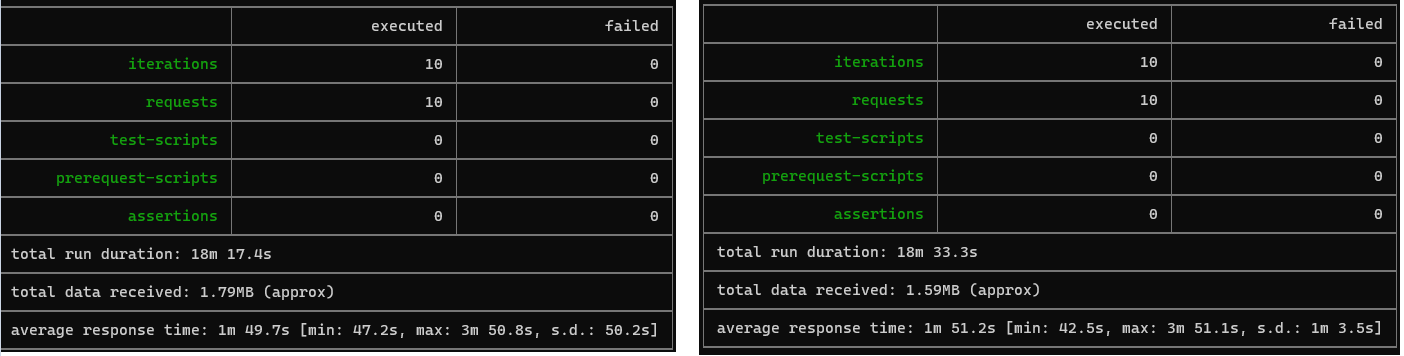 executed failed
iterations 10 0
requests 10 0
test-scripts 0 0
prerequest-scripts 0 0
assertions 0 0
total run duration: 18m 17.4s
total data received: 1.79MB (approx)
average response time: 1m 49.7s [min: 47.2s, max: 3m 50.8s, s.d.: 50.2s]
executed failed
iterations 10 0
requests 10 0
test-scripts 0 0
prerequest-scripts 0 0
assertions 0 0
total run duration: 18m 33.3s
total data received: 1.59MB (approx)
average response time: 1m 51.2s [min: 42.5s, max: 3m 51.1s, s.d.: 1m 3.5s]